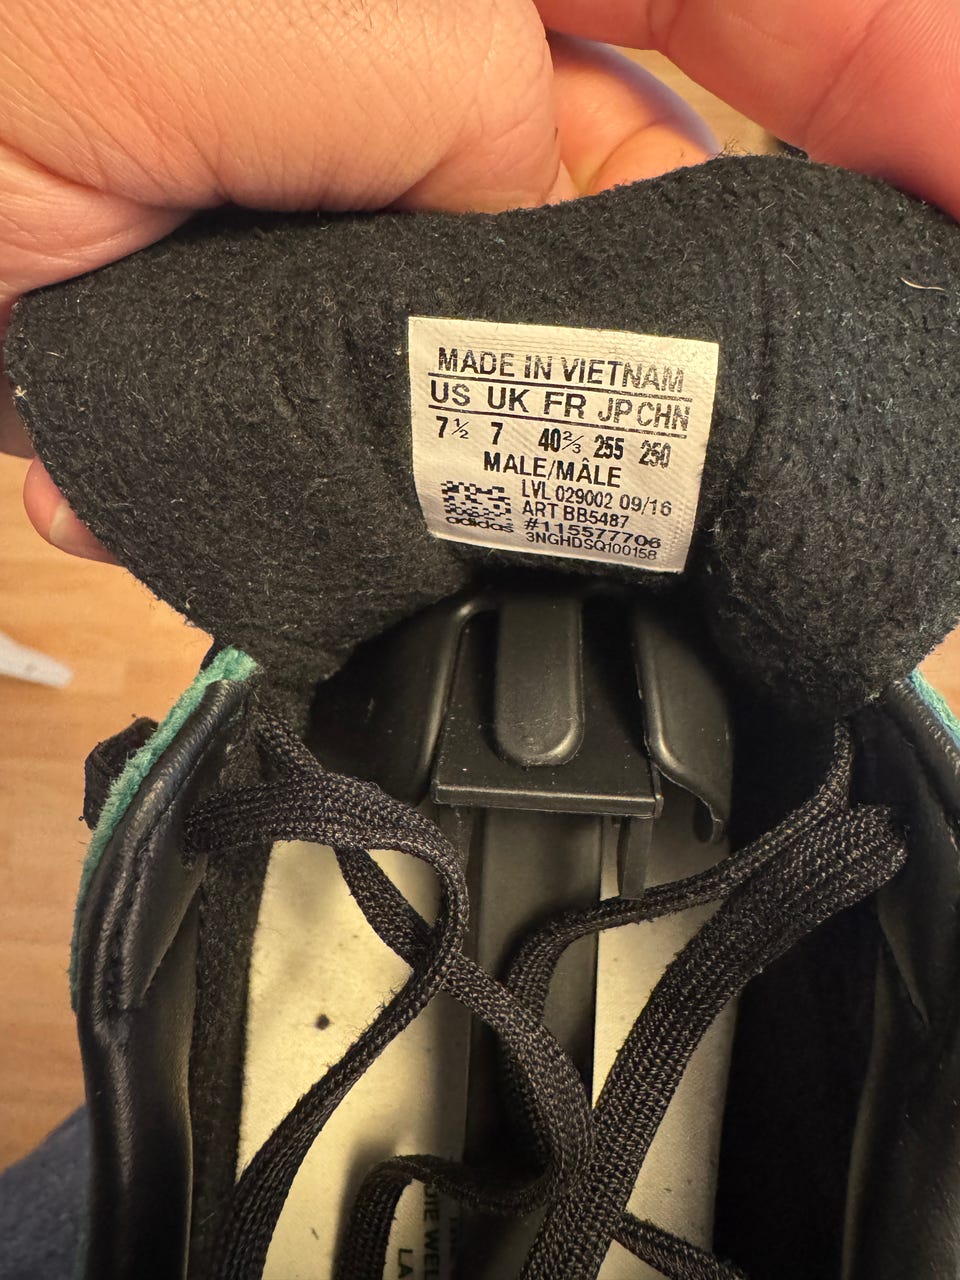 MADE IN VIETNAM
US UK FR JP CHN
7½ 7 40⅔ 255 250
MALE/MÂLE
LVL 029002 09/16
ART BB5487
#115577706
adidas
3NGHDSQ100158